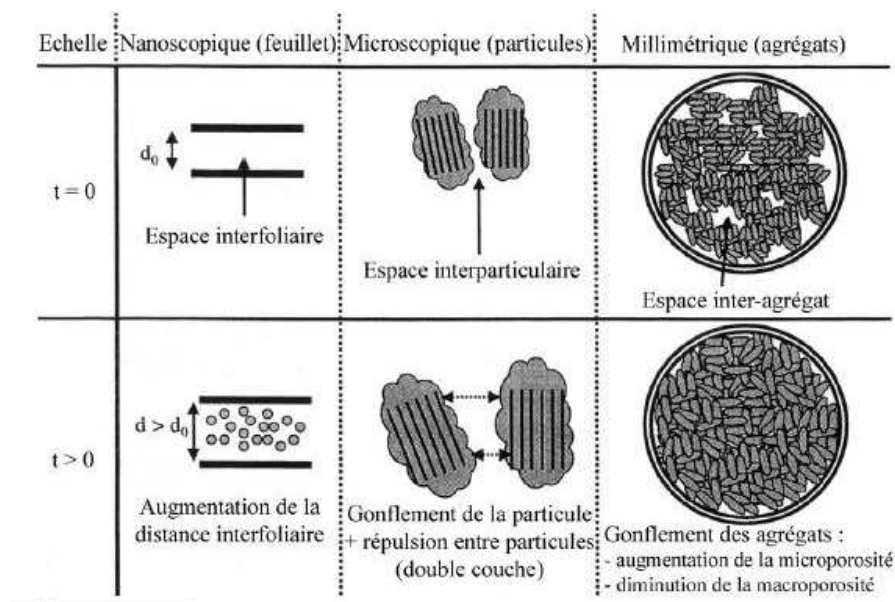 Echelle Nanoscopique (feuillet) Microscopique (particules) Millimétrique (agrégats)
t = 0
d₀
Espace interfoliaire
Espace interparticulaire
Espace inter-agrégat
t > 0
d > d₀
Augmentation de la
distance interfoliaire
Gonflement de la particule
+ répulsion entre particules
(double couche)
Gonflement des agrégats :
- augmentation de la microporosité
- diminution de la macroporosité